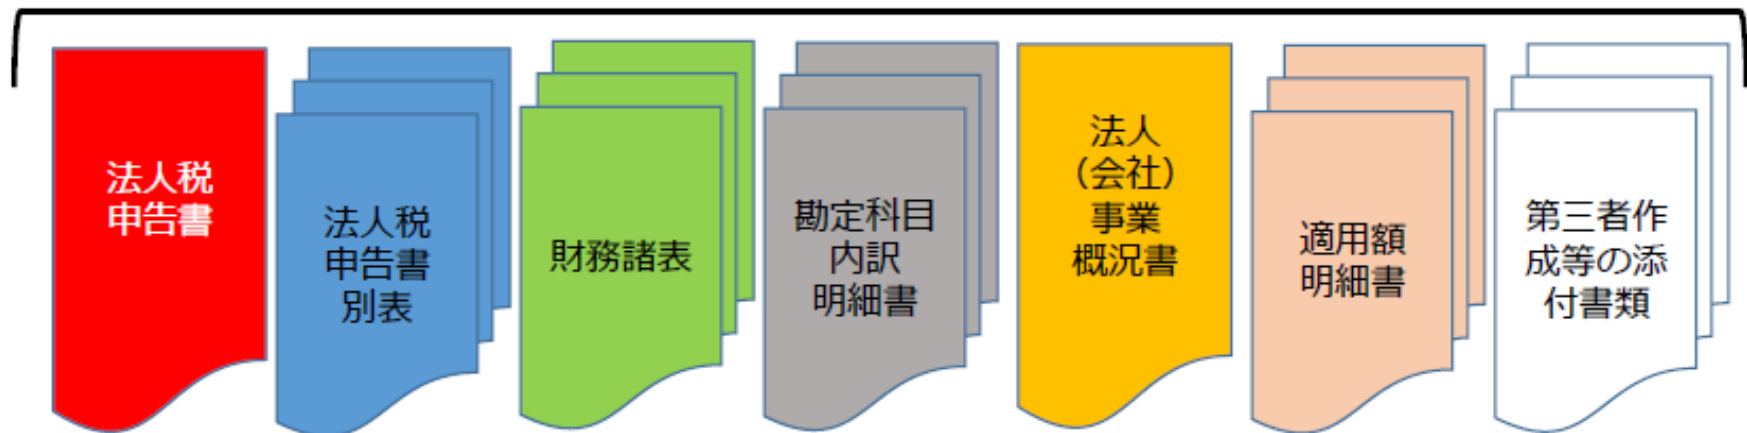 法人税
申告書
法人税
申告書
別表
財務諸表
勘定科目
内訳
明細書
法人
（会社）
事業
概況書
適用額
明細書
第三者作
成等の添
付書類